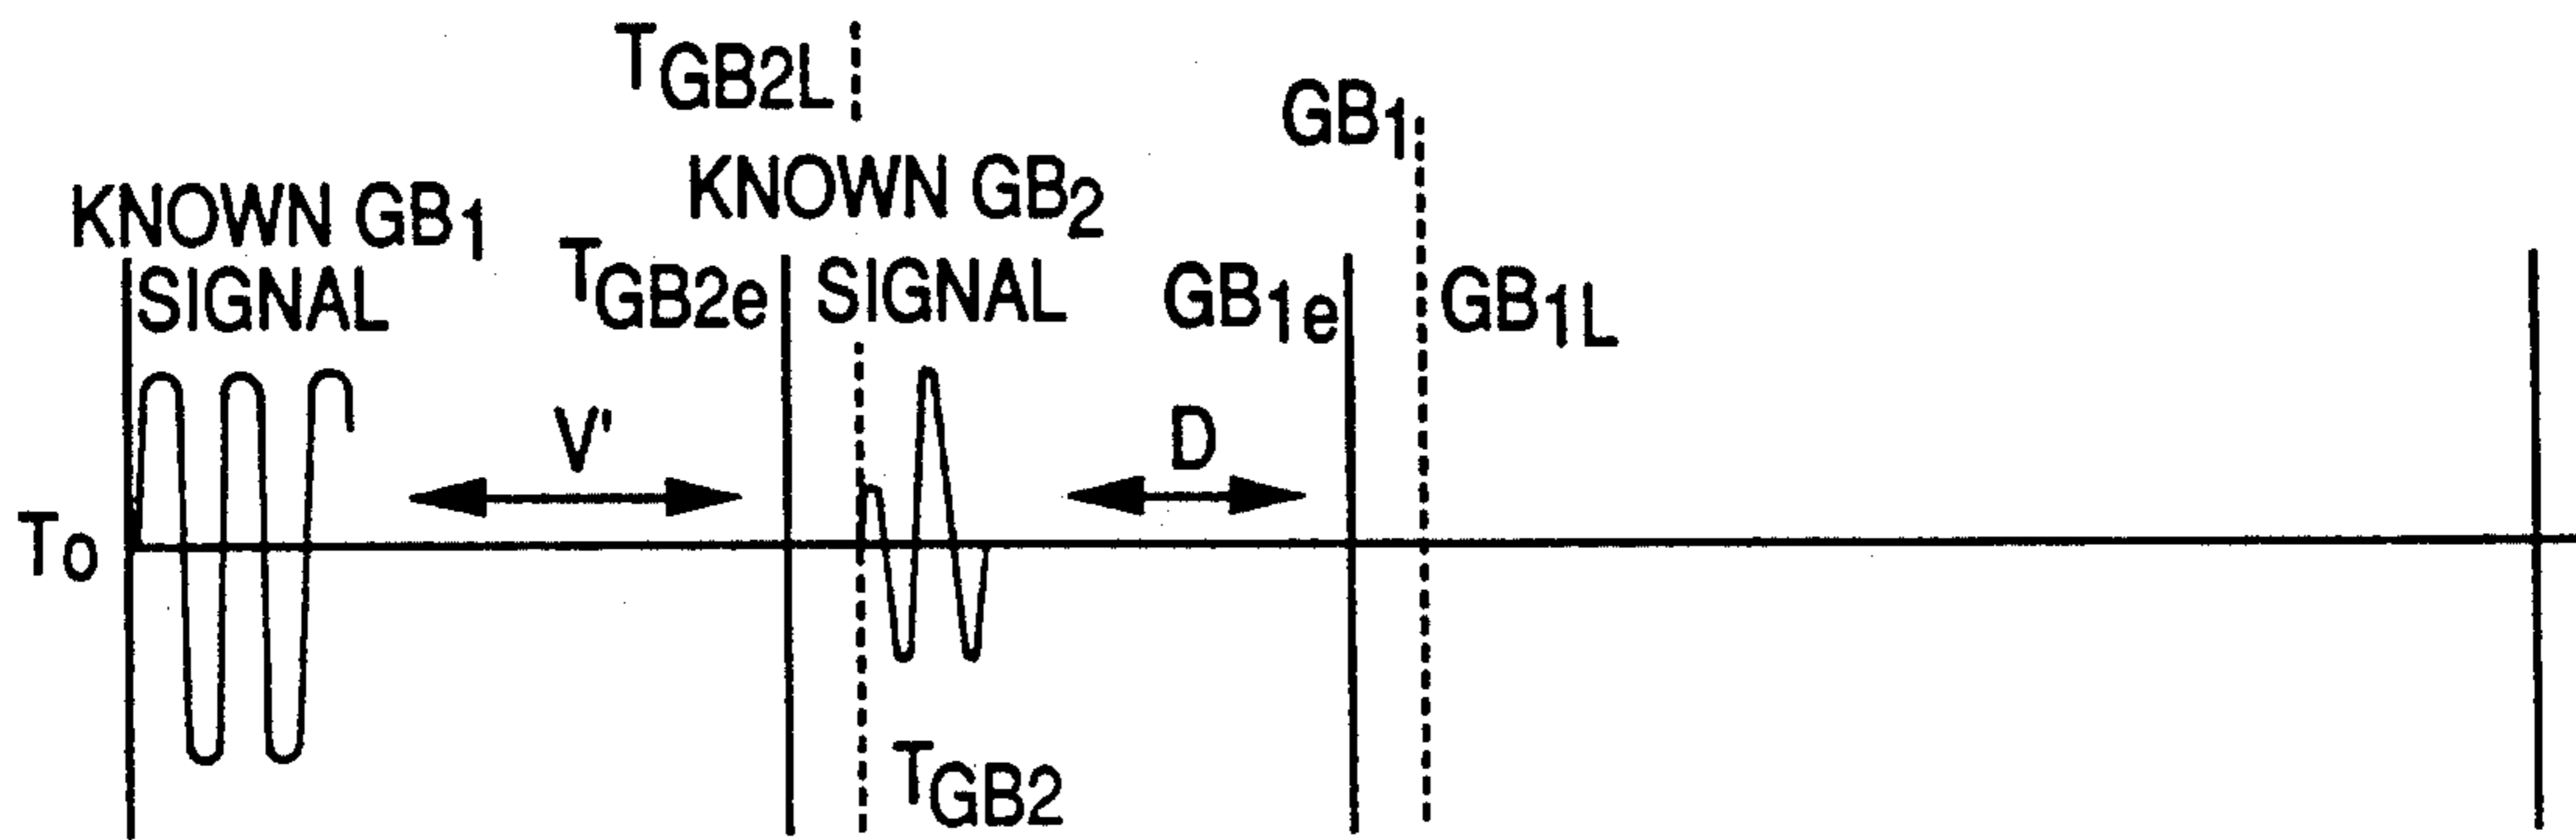 TGB2L
GB1
KNOWN GB1
SIGNAL
KNOWN GB2
SIGNAL
TGB2e
GB1e
GB1L
V'
D
To
TGB2